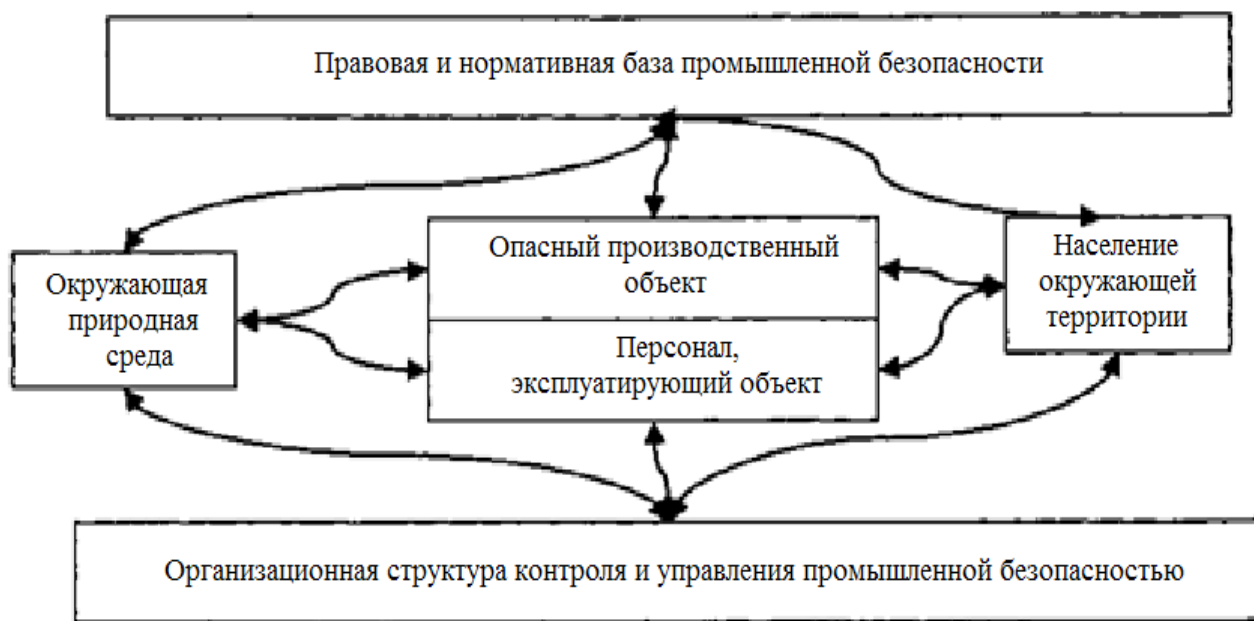 Правовая и нормативная база промышленной безопасности
Окружающая
природная
среда
Опасный производственный
объект
Персонал,
эксплуатирующий объект
Население
окружающей
территории
Организационная структура контроля и управления промышленной безопасностью